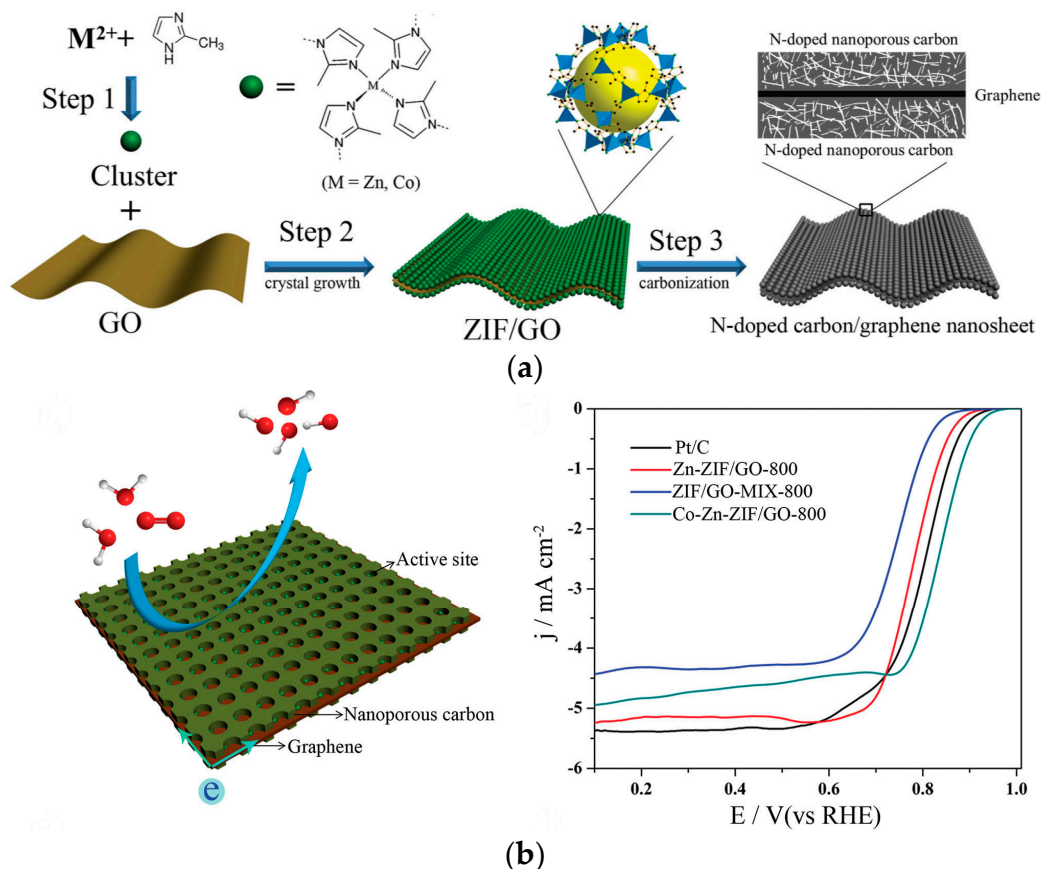 M2++
N
N
H
CH3
Step 1
Cluster
+
GO
=
N
N
N
N
M
N
N
N
N
(M = Zn, Co)
Step 2
crystal growth
ZIF/GO
Step 3
carbonization
N-doped nanoporous carbon
Graphene
N-doped nanoporous carbon
N-doped carbon/graphene nanosheet
(a)
Active site
Nanoporous carbon
Graphene
e
j / mA cm-2
0
-1
-2
-3
-4
-5
-6
Pt/C
Zn-ZIF/GO-800
ZIF/GO-MIX-800
Co-Zn-ZIF/GO-800
0.2
0.4
0.6
0.8
1.0
E / V(vs RHE)
(b)